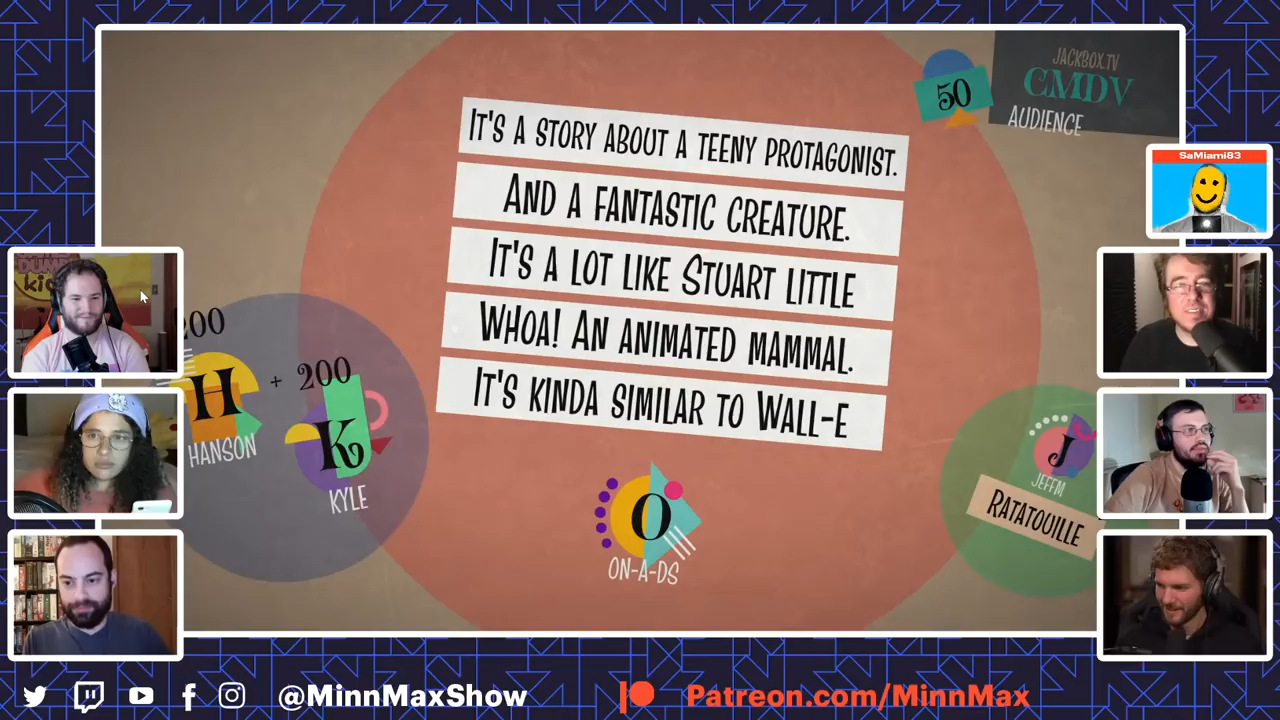 JACKBOX.TV
CMDV
AUDIENCE
50
IT'S A STORY ABOUT A TEENY PROTAGONIST.
AND A FANTASTIC CREATURE.
IT'S A LOT LIKE STUART LITTLE
WHOA! AN ANIMATED MAMMAL.
IT'S KINDA SIMILAR TO WALL-E
SaMiami83
200
H
HANSON
+ 200
K
KYLE
O
ON-A-DS
J
JEFFM
RATATOUILLE
@MinnMaxShow
Patreon.com/MinnMax